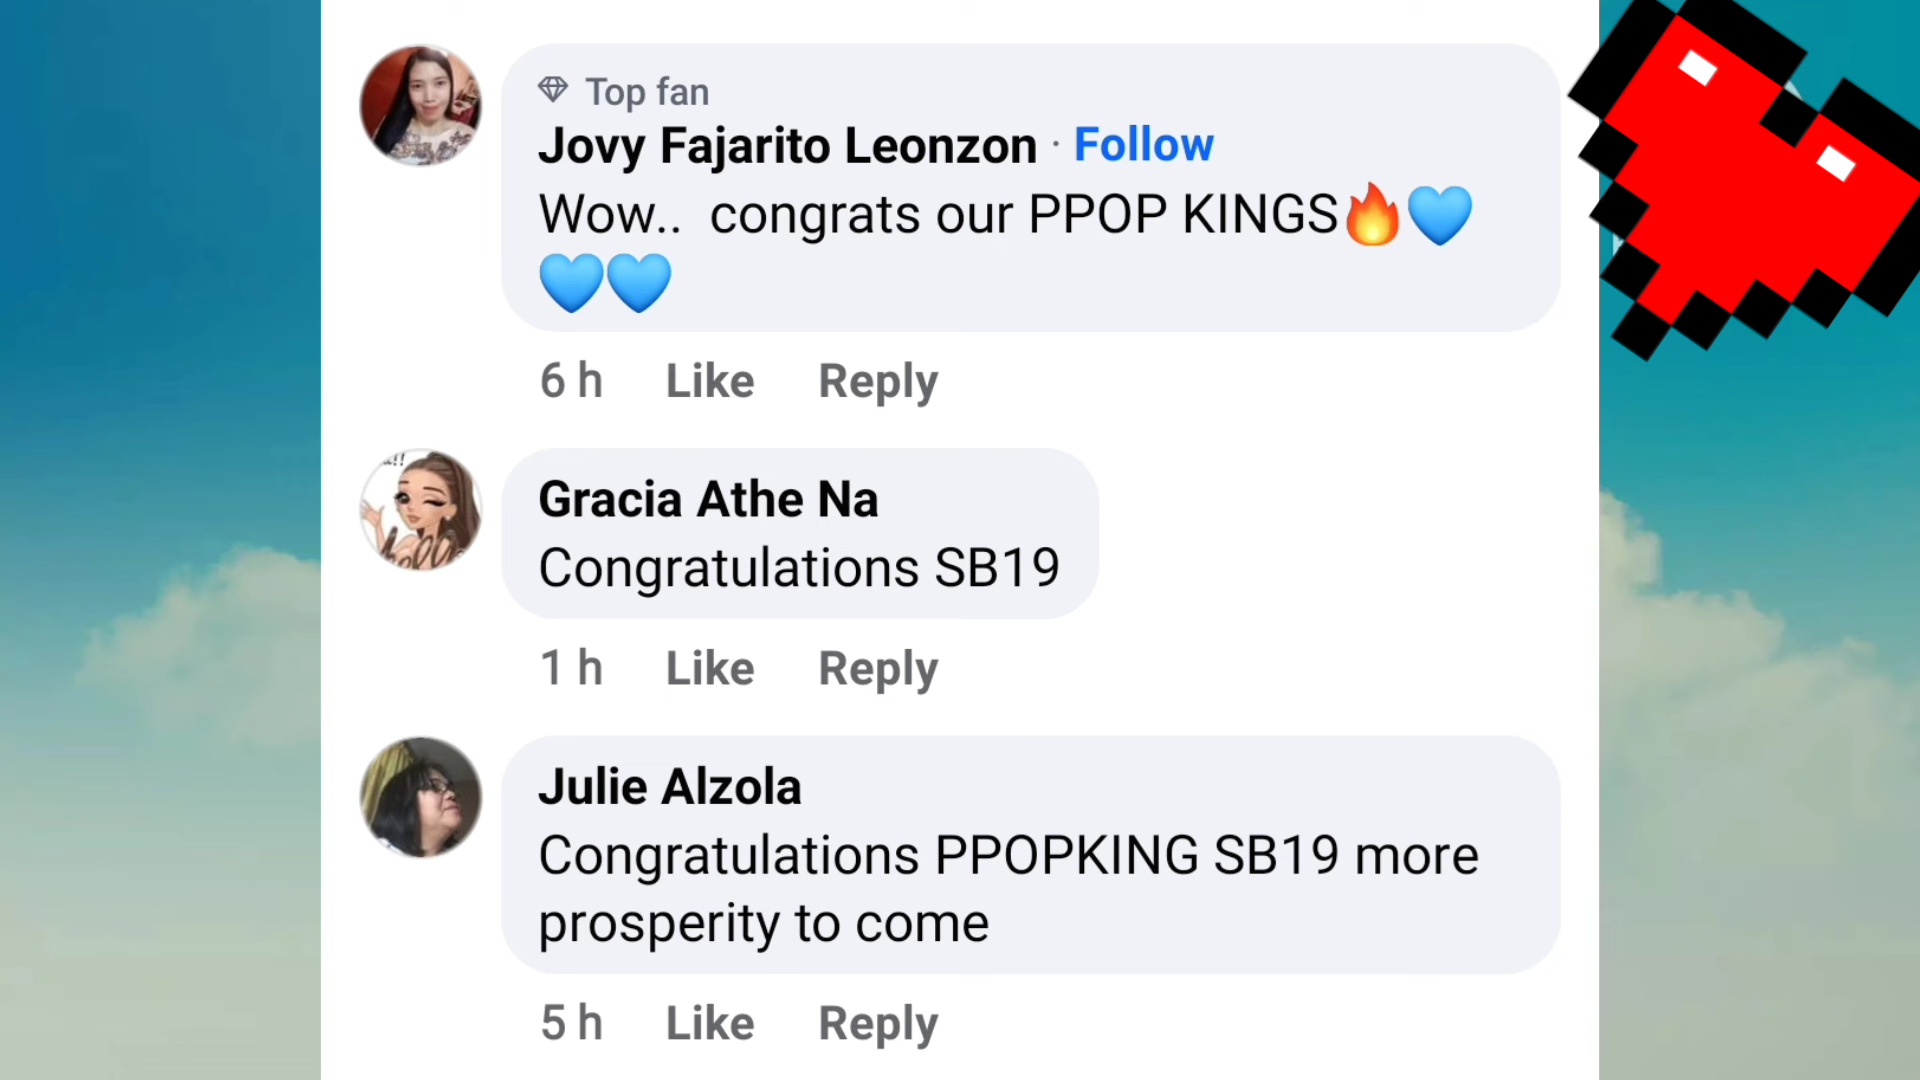 Top fan
Jovy Fajarito Leonzon · Follow
Wow..  congrats our PPOP KINGS🔥💙
💙💙
6 h Like Reply
Gracia Athe Na
Congratulations SB19
1 h Like Reply
Julie Alzola
Congratulations PPOPKING SB19 more
prosperity to come
5 h Like Reply